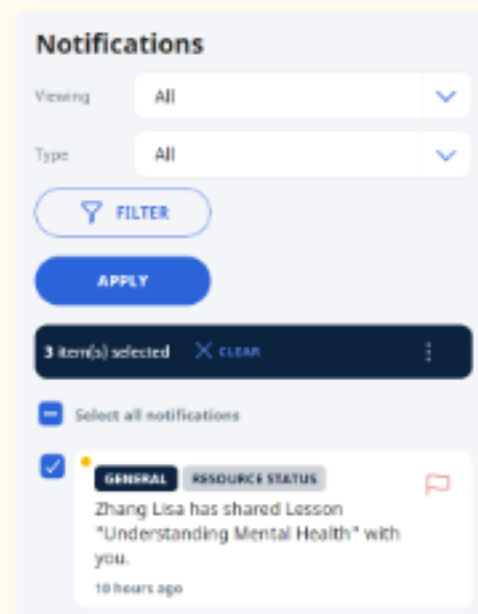 Notifications
Viewing All
Type All
FILTER
APPLY
3 item(s) selected CLEAR
Select all notifications
GENERAL RESOURCE STATUS
Zhang Lisa has shared Lesson
"Understanding Mental Health" with
you.
10 hours ago